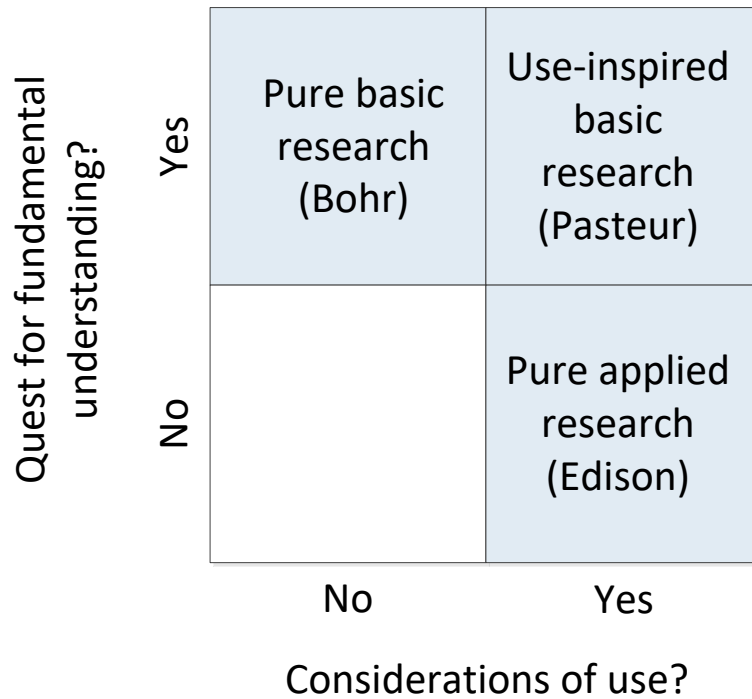 Quest for fundamental
understanding?
Yes
No
Pure basic
research
(Bohr)
Use-inspired
basic
research
(Pasteur)
Pure applied
research
(Edison)
No
Yes
Considerations of use?